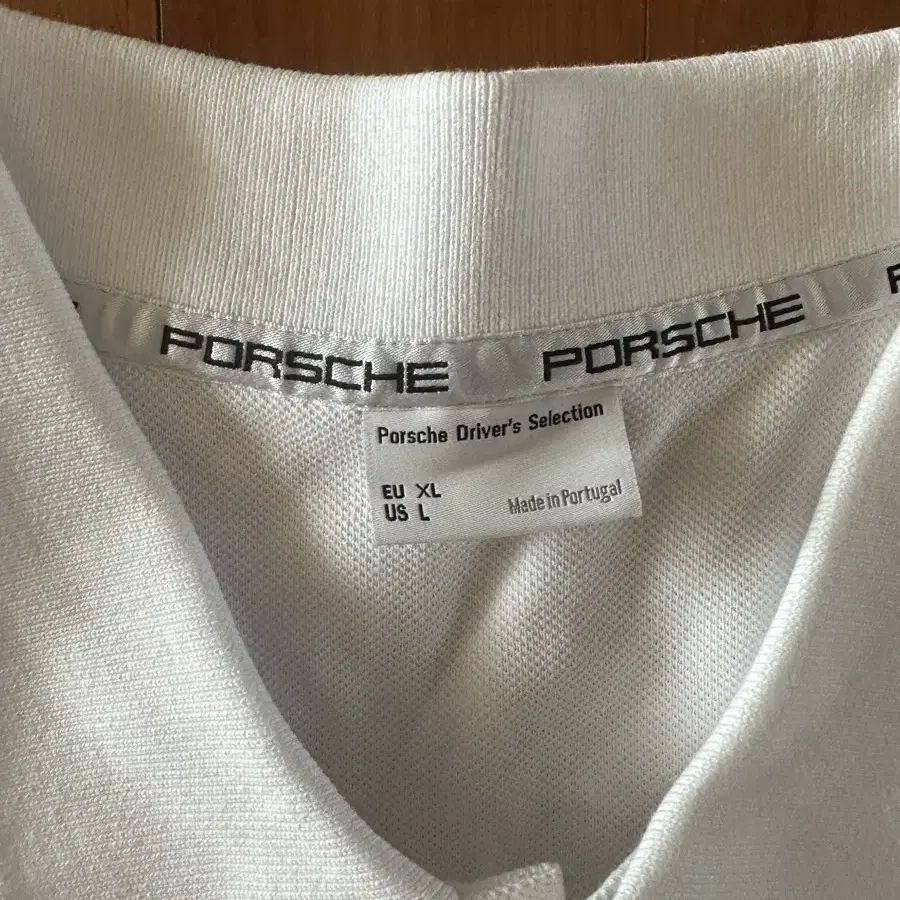 PORSCHE PORSCHE
Porsche Driver's Selection
EU XL
US L
Made in Portugal